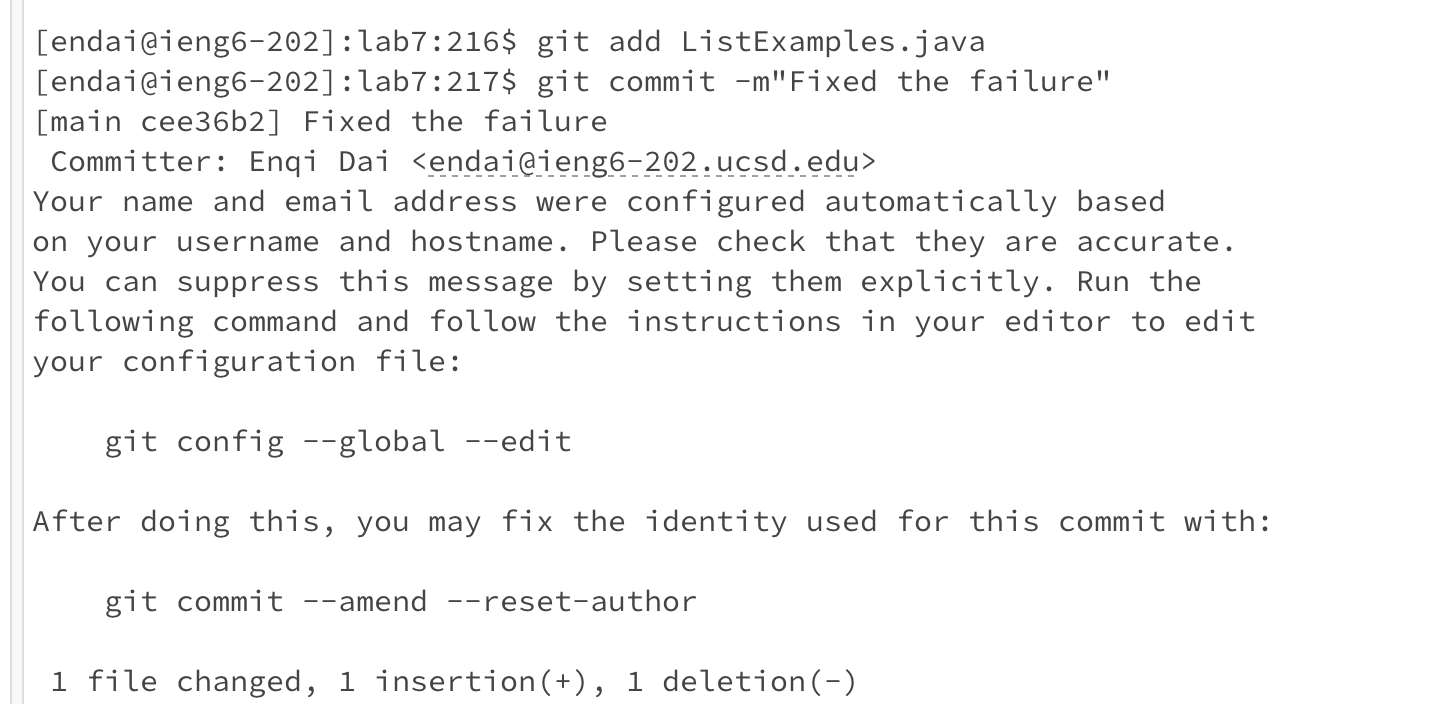 [endai@ieng6-202]:lab7:216$ git add ListExamples.java
[endai@ieng6-202]:lab7:217$ git commit -m"Fixed the failure"
[main cee36b2] Fixed the failure
Committer: Enqi Dai <endai@ieng6-202.ucsd.edu>
Your name and email address were configured automatically based
on your username and hostname. Please check that they are accurate.
You can suppress this message by setting them explicitly. Run the
following command and follow the instructions in your editor to edit
your configuration file:
git config --global --edit
After doing this, you may fix the identity used for this commit with:
git commit --amend --reset-author
1 file changed, 1 insertion(+), 1 deletion(-)